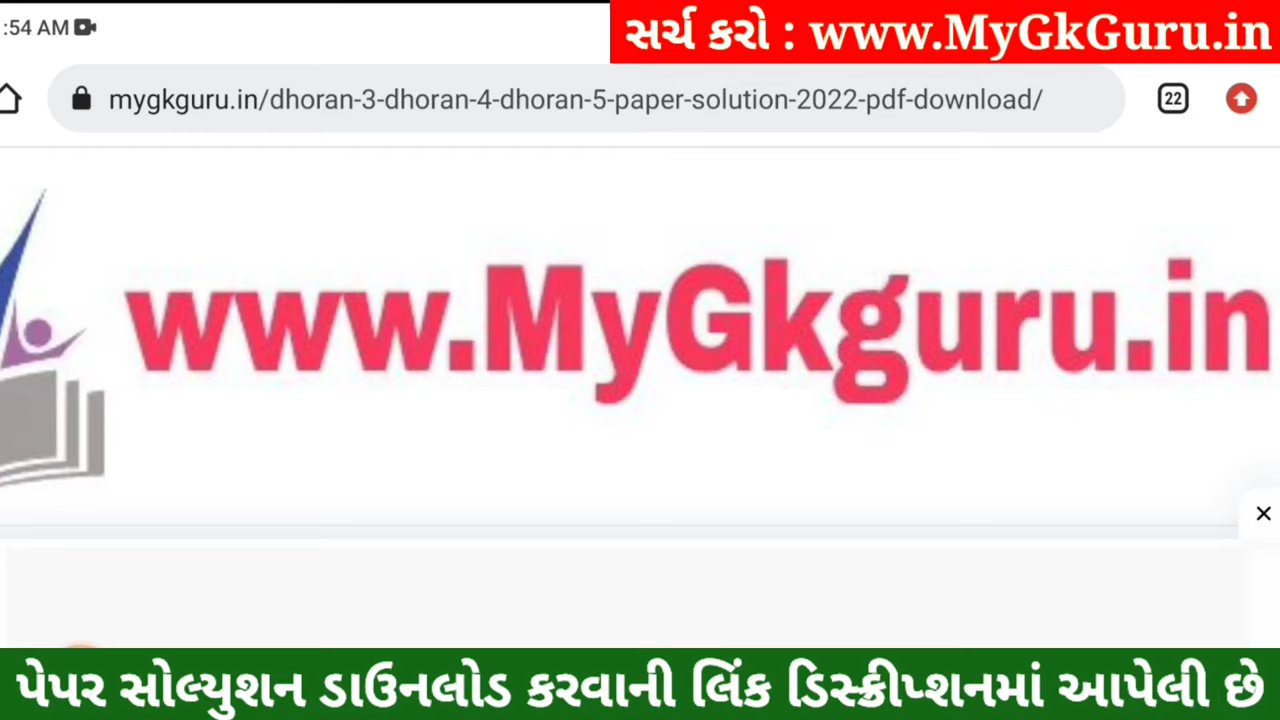 :54 AM
સર્ચ કરો : www.MyGkGuru.in
mygkguru.in/dhoran-3-dhoran-4-dhoran-5-paper-solution-2022-pdf-download/
22
www.MyGkguru.in
પેપર સોલ્યુશન ડાઉનલોડ કરવાની લિંક ડિસ્ક્રીપ્શનમાં આપેલી છે